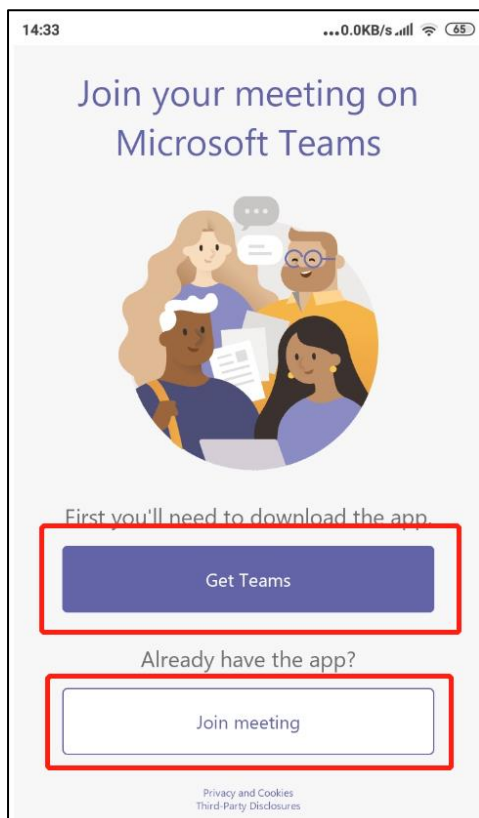 14:33
...0.0KB/s 65
Join your meeting on
Microsoft Teams
First you'll need to download the app.
Get Teams
Already have the app?
Join meeting
Privacy and Cookies
Third-Party Disclosures